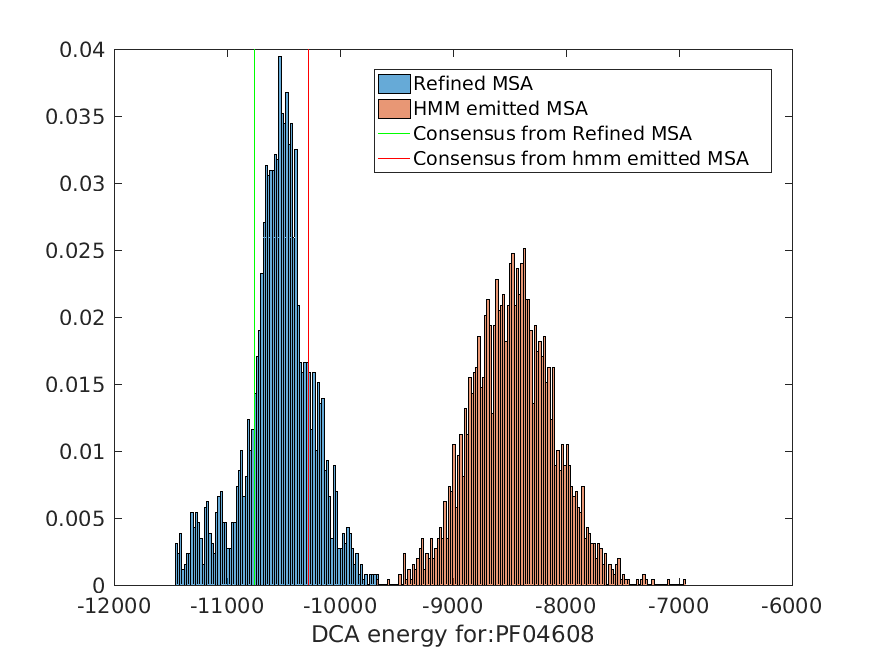 0.04
0.035
0.03
0.025
0.02
0.015
0.01
0.005
0
Refined MSA
HMM emitted MSA
Consensus from Refined MSA
Consensus from hmm emitted MSA
-12000 -11000 -10000 -9000 -8000 -7000 -6000
DCA energy for:PF04608